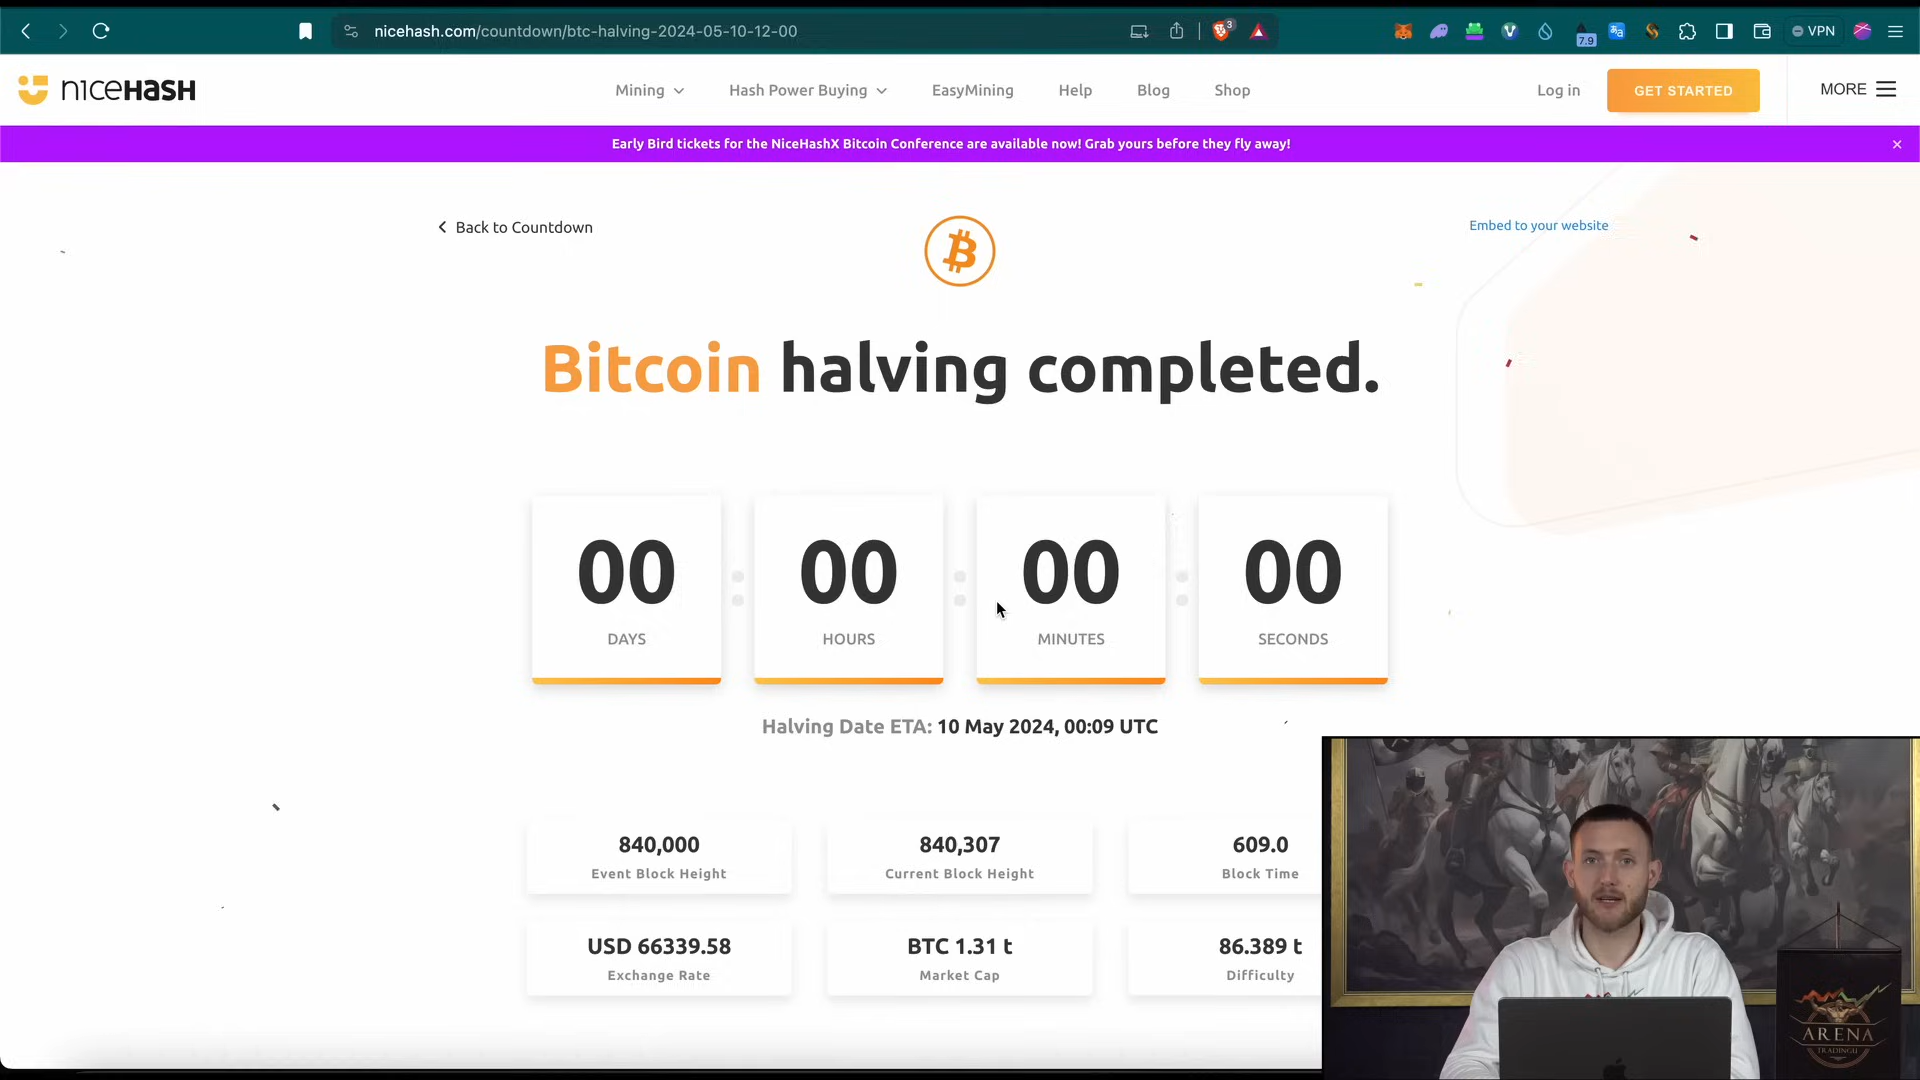 nicehash.com/countdown/btc-halving-2024-05-10-12-00
3
7.9
VPN
nicehash
Mining
Hash Power Buying
EasyMining
Help
Blog
Shop
Log in
GET STARTED
MORE
Early Bird tickets for the NiceHashX Bitcoin Conference are available now! Grab yours before they fly away!
Back to Countdown
Embed to your website
Bitcoin halving completed.
00
DAYS
00
HOURS
00
MINUTES
00
SECONDS
Halving Date ETA: 10 May 2024, 00:09 UTC
840,000
Event Block Height
840,307
Current Block Height
609.0
Block Time
USD 66339.58
Exchange Rate
BTC 1.31 t
Market Cap
86.389 t
Difficulty
ARENA
TRADINGU